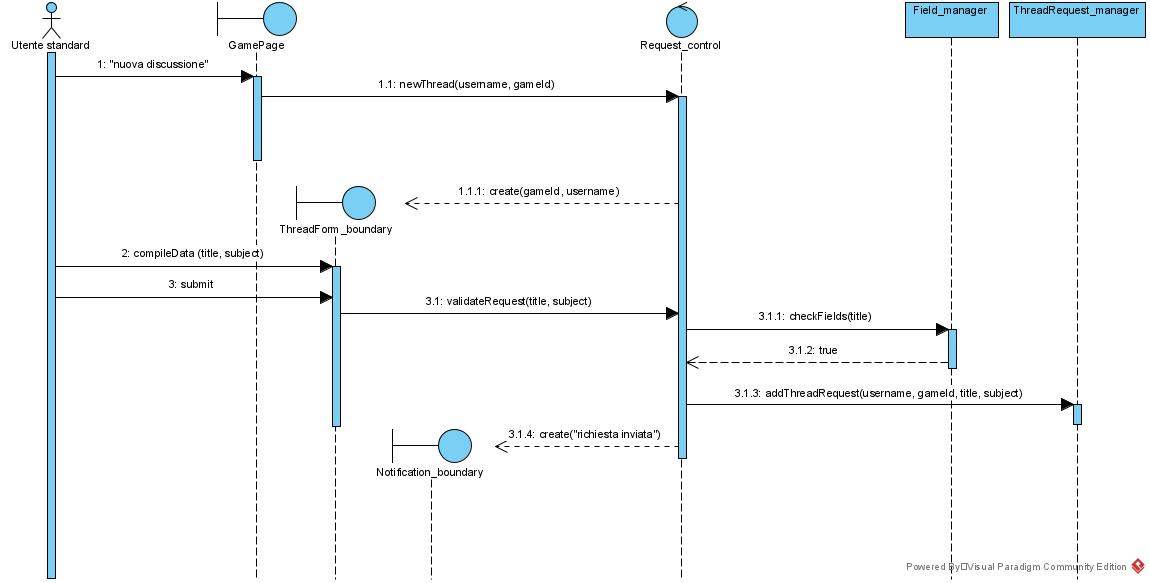 Field_manager
ThreadRequest_manager
Utente standard
GamePage
Request_control
1: "nuova discussione"
1.1: newThread(username, gameId)
1.1.1: create(gameId, username)
ThreadForm_boundary
2: compileData (title, subject)
3: submit
3.1: validateRequest(title, subject)
3.1.1: checkFields(title)
3.1.2: true
3.1.3: addThreadRequest(username, gameId, title, subject)
3.1.4: create("richiesta inviata")
Notification_boundary
Powered By Visual Paradigm Community Edition